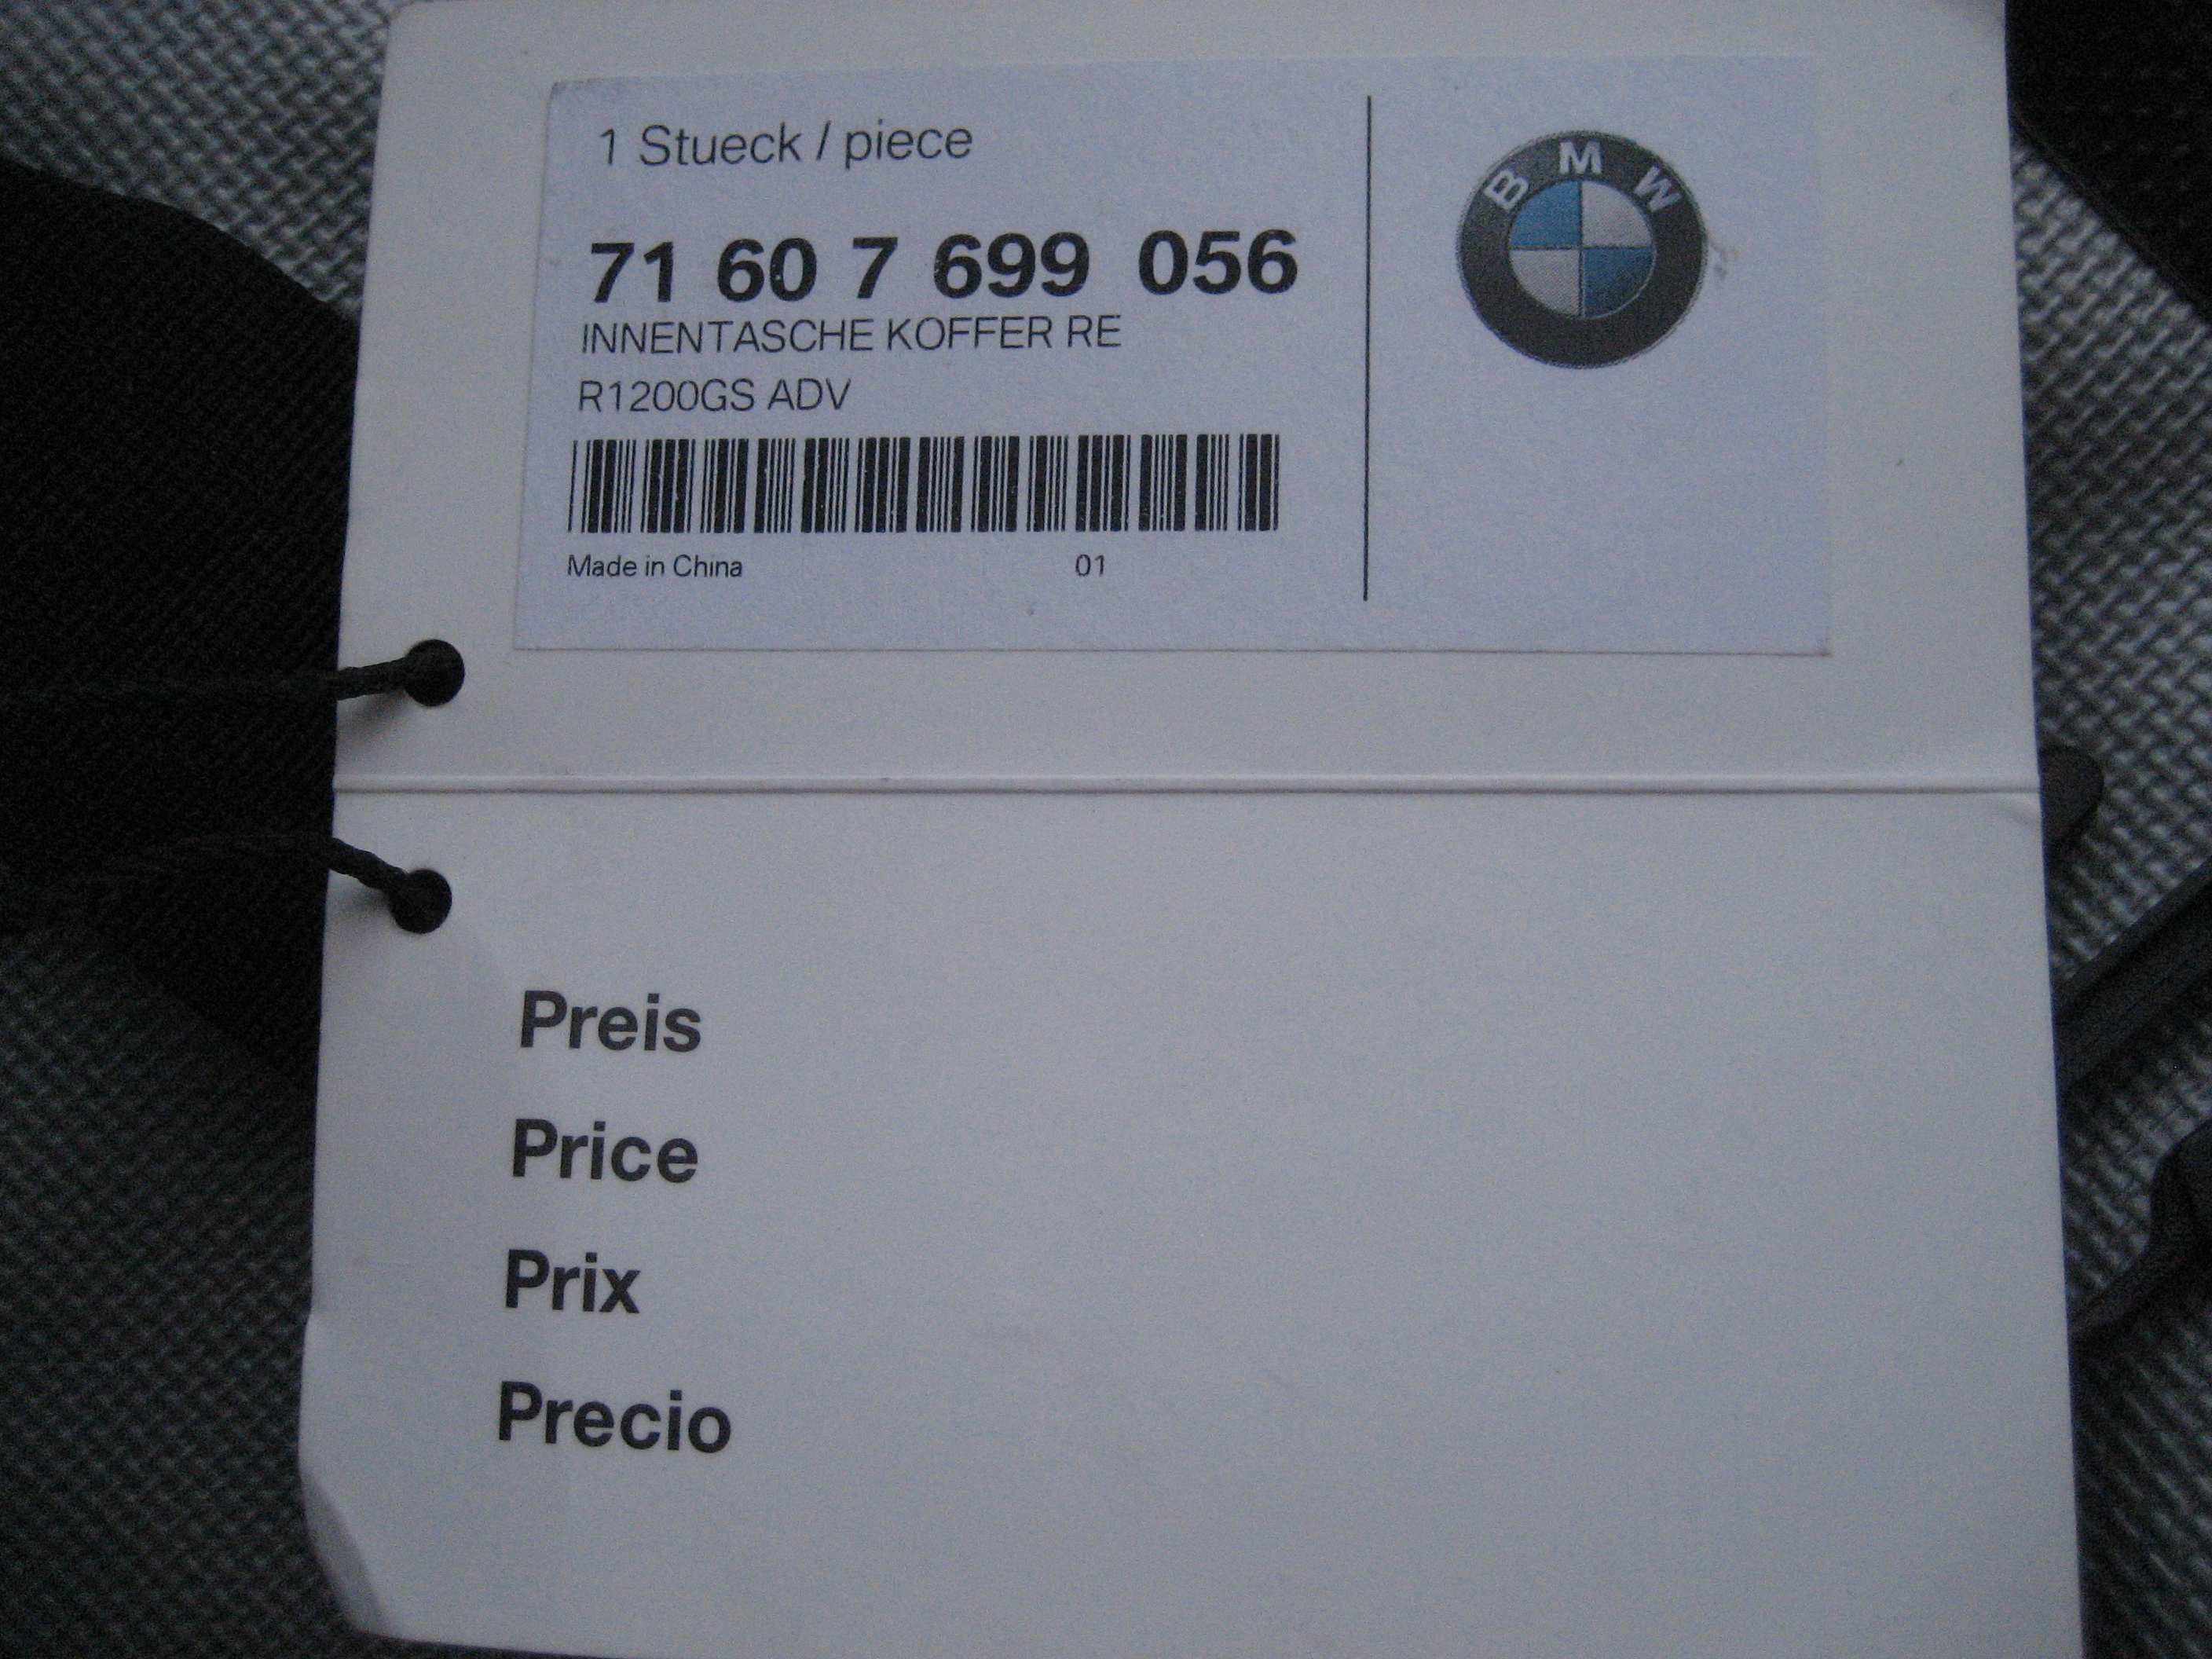 1 Stueck / piece
BMW
71 60 7 699 056
INNENTASCHE KOFFER RE
R1200GS ADV
Made in China 01
Preis
Price
Prix
Precio